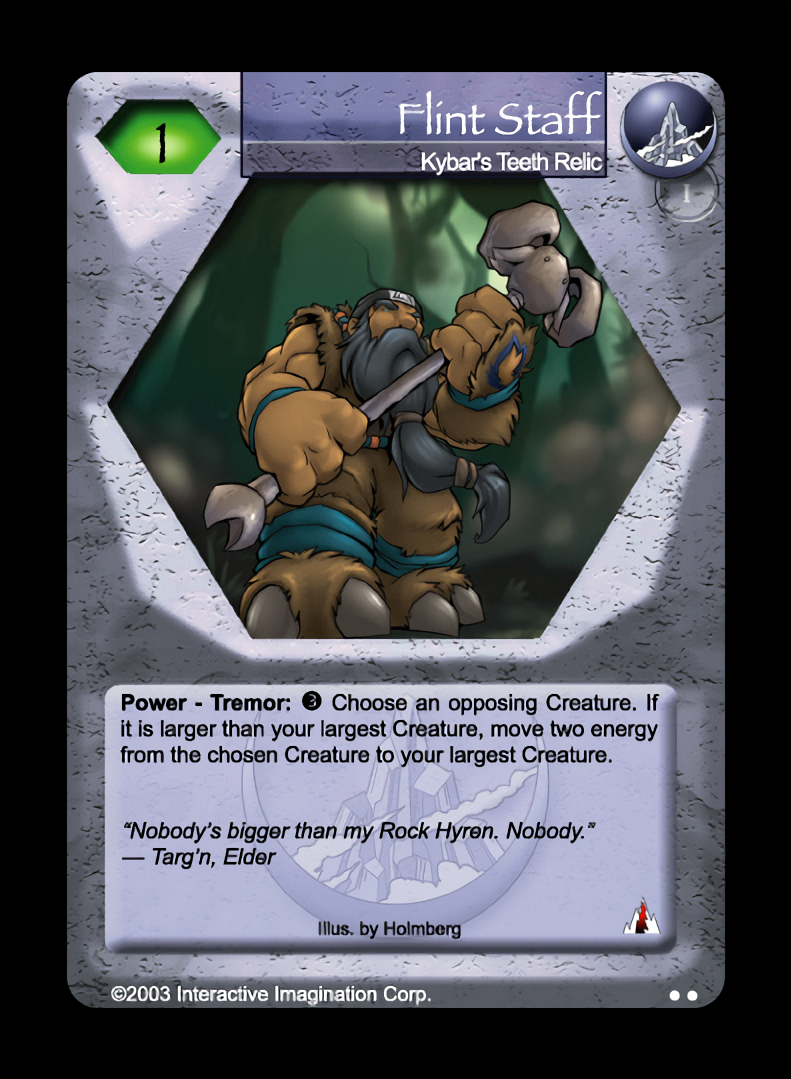 1
Flint Staff
Kybar's Teeth Relic
I
Power - Tremor: ❸ Choose an opposing Creature. If
it is larger than your largest Creature, move two energy
from the chosen Creature to your largest Creature.
“Nobody’s bigger than my Rock Hyren. Nobody.”
— Targ’n, Elder
Illus. by Holmberg
©2003 Interactive Imagination Corp.